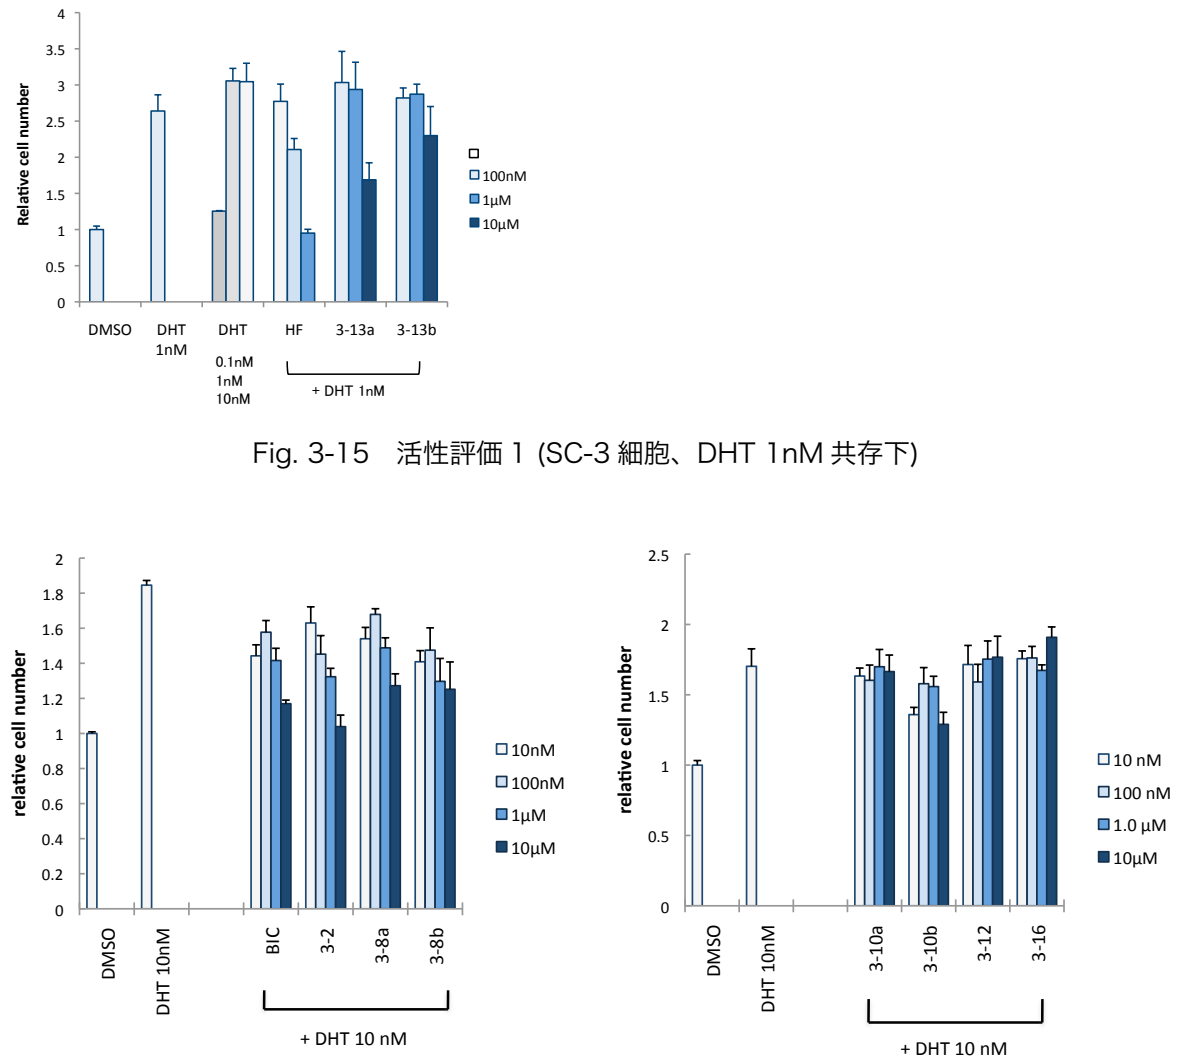 4
3.5
3
2.5
2
1.5
1
0.5
0
Relative cell number
DMSO
DHT
1nM
DHT
0.1nM
1nM
10nM
HF
3-13a
3-13b
+ DHT 1nM
100nM
1μM
10μM
Fig. 3-15　活性評価 1 (SC-3 細胞、DHT 1nM 共存下)
2
1.8
1.6
1.4
1.2
1
0.8
0.6
0.4
0.2
0
relative cell number
DMSO
DHT 10nM
BIC
3-2
3-8a
3-8b
+ DHT 10 nM
10nM
100nM
1μM
10μM
2.5
2
1.5
1
0.5
0
relative cell number
DMSO
DHT 10nM
3-10a
3-10b
3-12
3-16
+ DHT 10 nM
10 nM
100 nM
1.0 μM
10μM